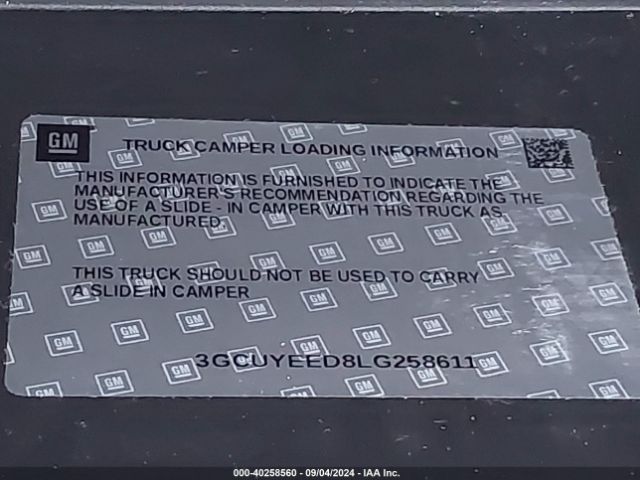 GM
TRUCK CAMPER LOADING INFORMATION
THIS INFORMATION IS FURNISHED TO INDICATE THE
MANUFACTURER'S RECOMMENDATION REGARDING THE
USE OF A SLIDE - IN CAMPER WITH THIS TRUCK AS
MANUFACTURED.
THIS TRUCK SHOULD NOT BE USED TO CARRY
A SLIDE IN CAMPER
3GCUYEED8LG258611
000-40258560 - 09/04/2024 - IAA Inc.